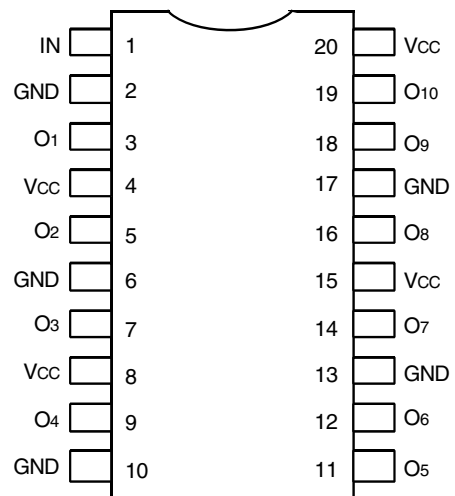 IN 1 20 VCC
GND 2 19 O10
O1 3 18 O9
VCC 4 17 GND
O2 5 16 O8
GND 6 15 VCC
O3 7 14 O7
VCC 8 13 GND
O4 9 12 O6
GND 10 11 O5